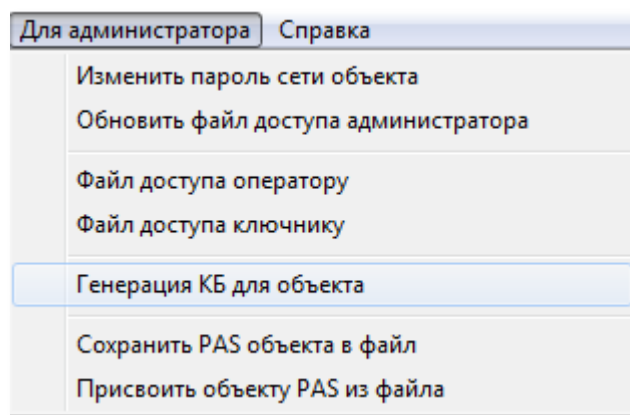 Для администратора Справка
Изменить пароль сети объекта
Обновить файл доступа администратора
Файл доступа оператору
Файл доступа ключнику
Генерация КБ для объекта
Сохранить PAS объекта в файл
Присвоить объекту PAS из файла